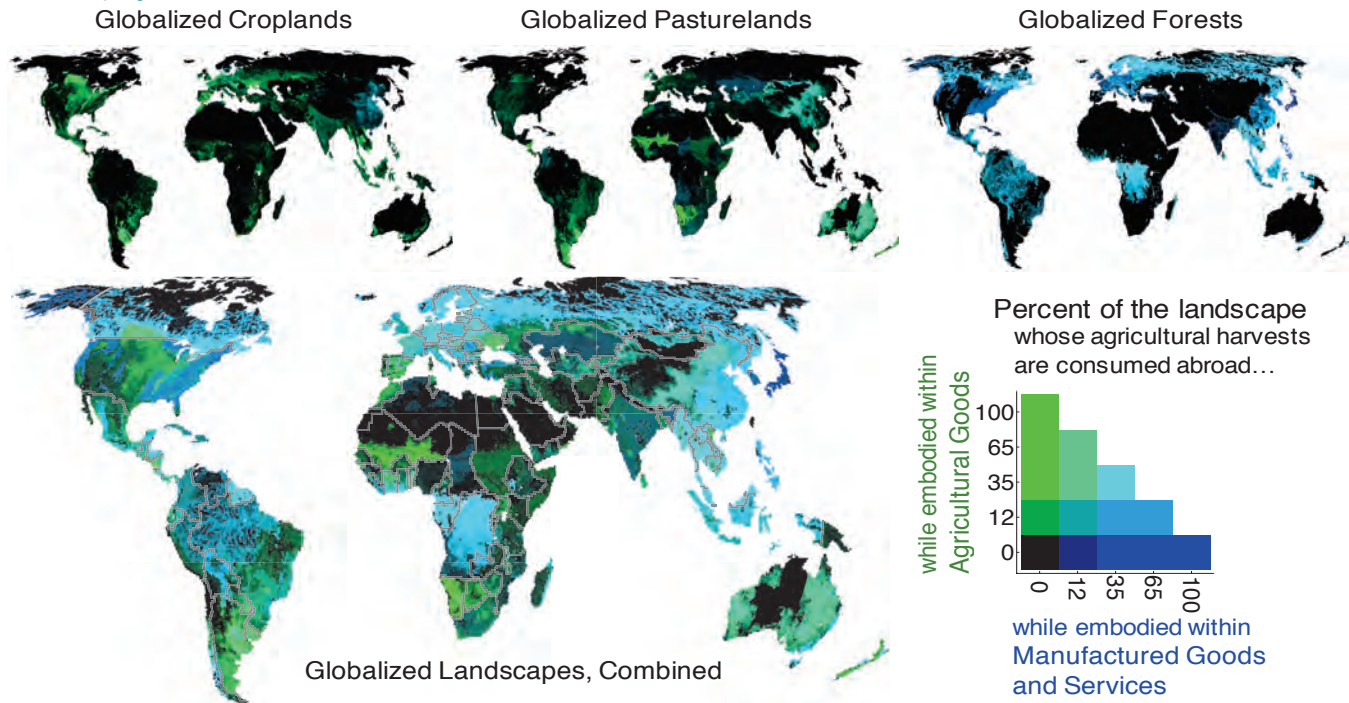 Globalized Croplands
Globalized Pasturelands
Globalized Forests
Globalized Landscapes, Combined
Percent of the landscape
whose agricultural harvests
are consumed abroad…
while embodied within
Agricultural Goods
100
65
35
12
0
0
12
35
65
100
while embodied within
Manufactured Goods
and Services